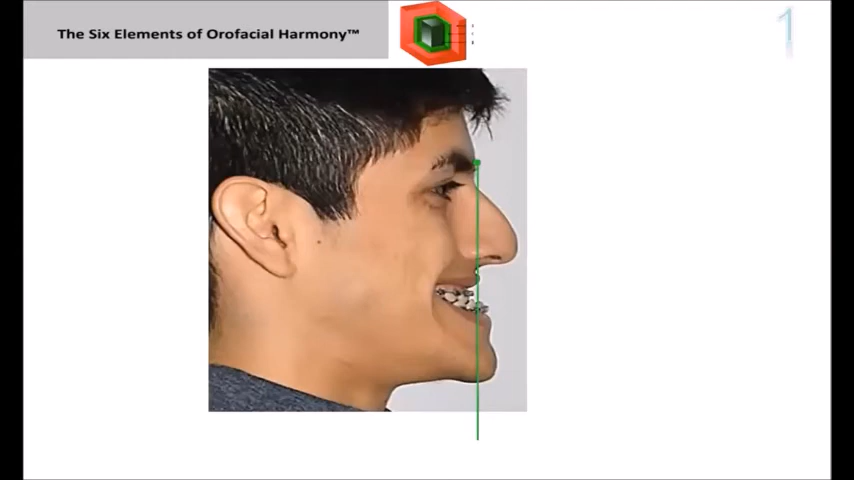 The Six Elements of Orofacial Harmony™
1